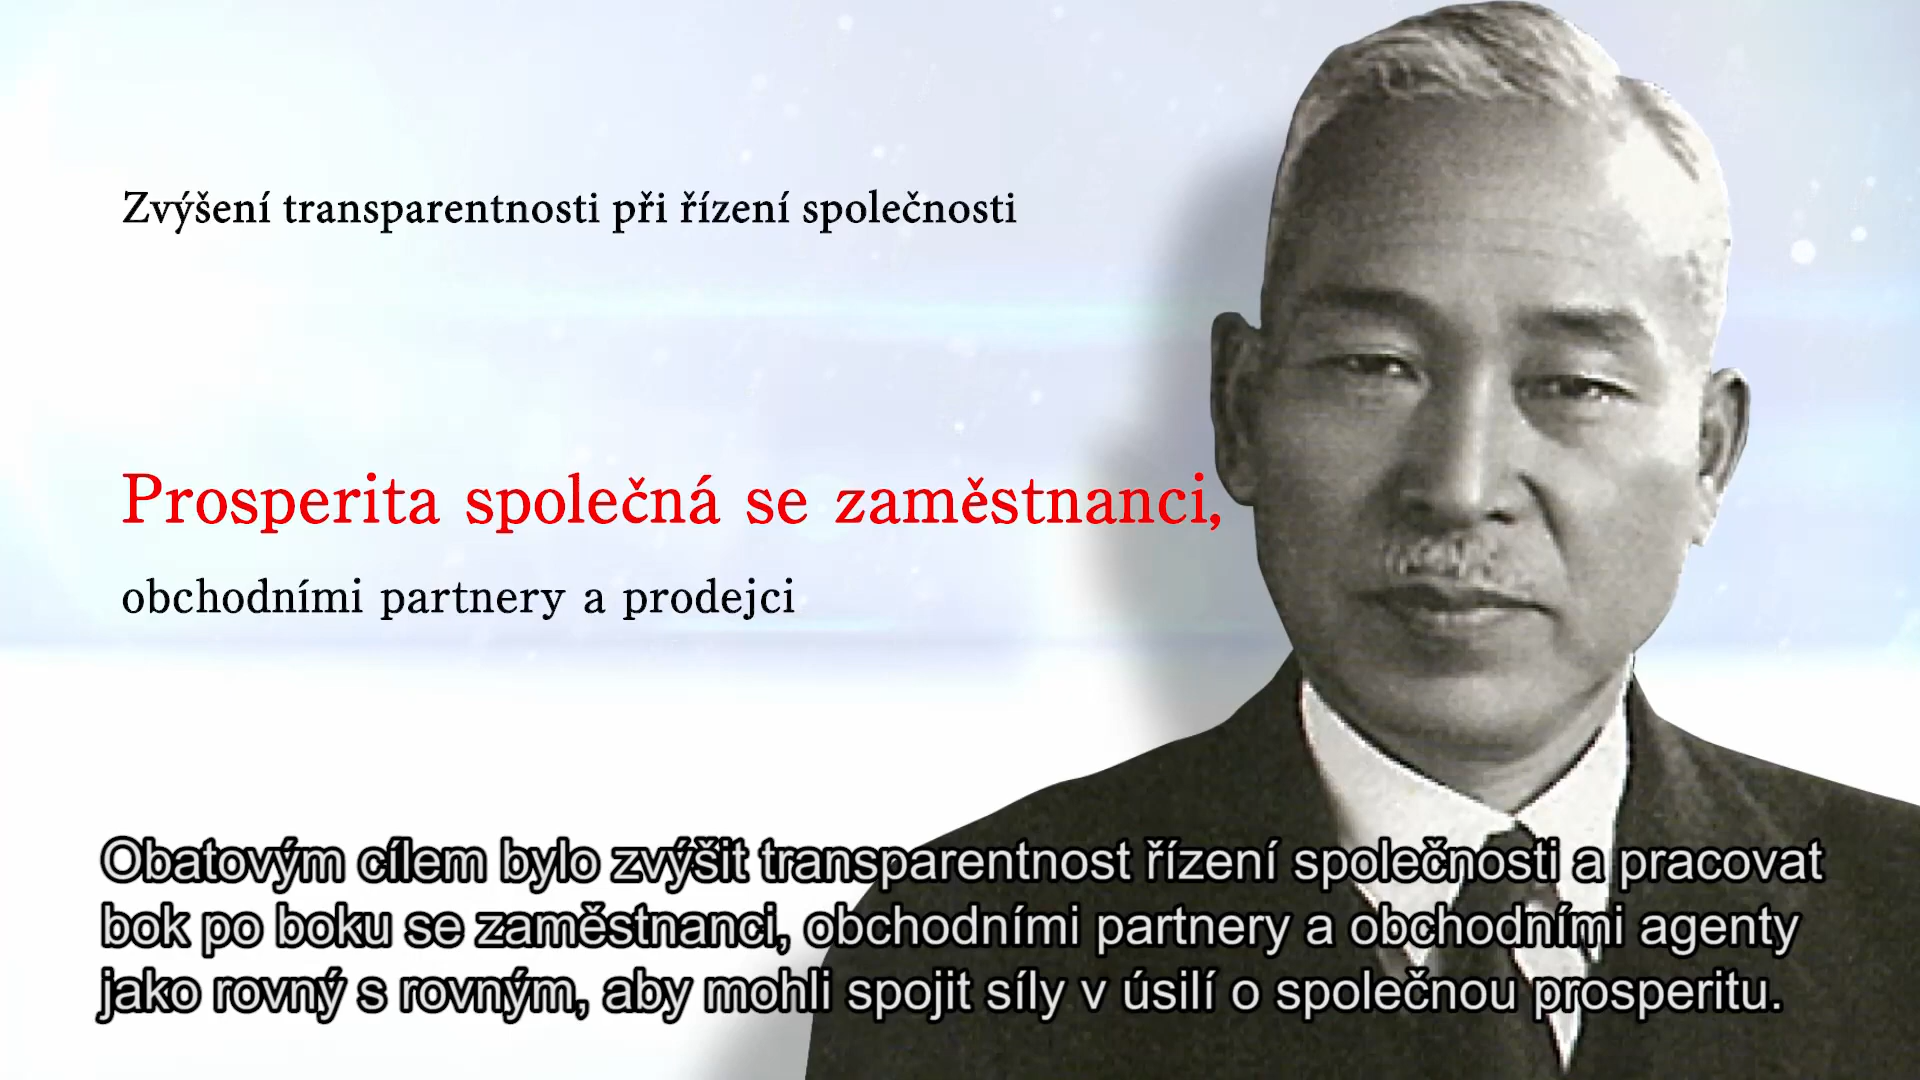 Zvýšení transparentnosti při řízení společnosti
Prosperita společná se zaměstnanci,
obchodními partnery a prodejci
Obatovým cílem bylo zvýšit transparentnost řízení společnosti a pracovat
bok po boku se zaměstnanci, obchodními partnery a obchodními agenty
jako rovný s rovným, aby mohli spojit síly v úsilí o společnou prosperitu.